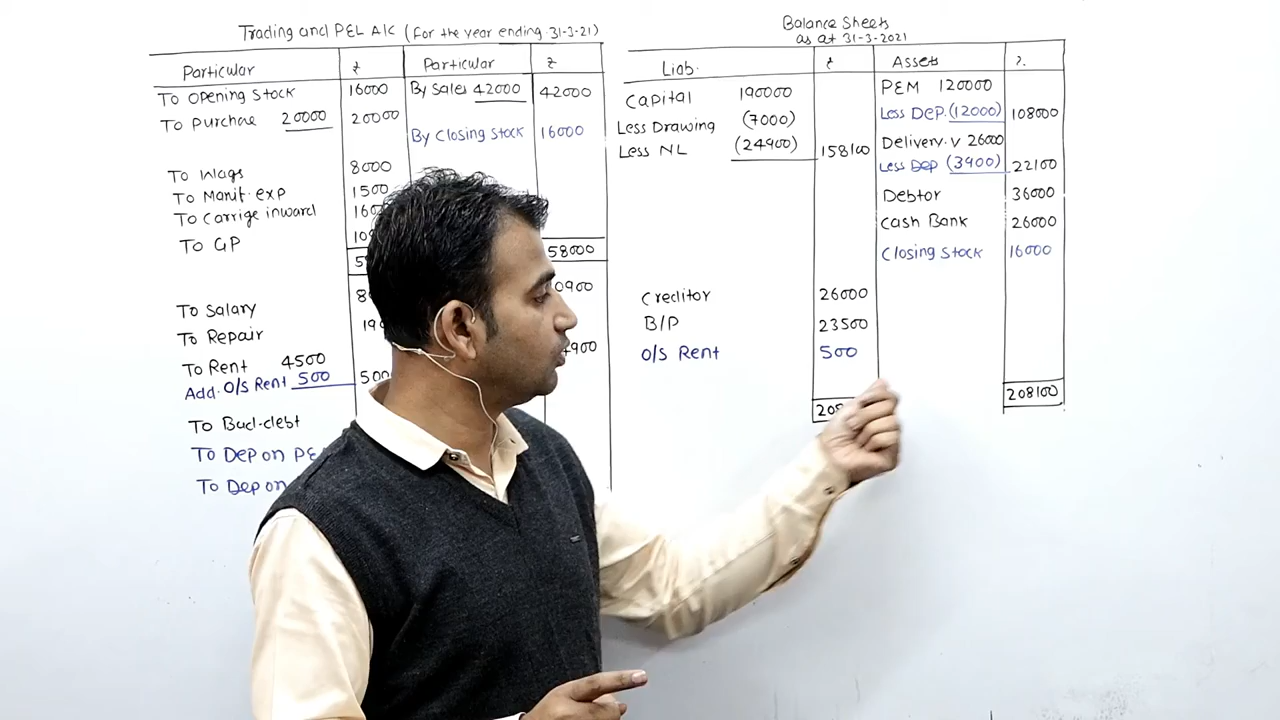 Trading and P&L A/C (For the year ending 31-3-21)
Particular ₹ Particular ₹
To Opening Stock 16000 By Sales 42000 42000
To Purchae 20000 20000
By Closing Stock 16000
To Wags 8000
To Manif. exp 1500
To Carrige inward
To GP 58000
To Salary
To Repair
To Rent 4500
Add. O/S Rent 500
To Bad-debt
To Dep on
To Dep on
Balance Sheets
as at 31-3-2021
Liab. ₹ Assets ₹
Capital 190000
Less Drawing (7000)
Less NL (24900) 158100
Creditor 26000
B/P 23500
O/S Rent 500
P&M 120000
Less Dep. (12000) 108000
Delivery. V 26000
Less Dep (3900) 22100
Debtor 36000
Cash Bank 26000
Closing Stock 16000
208100